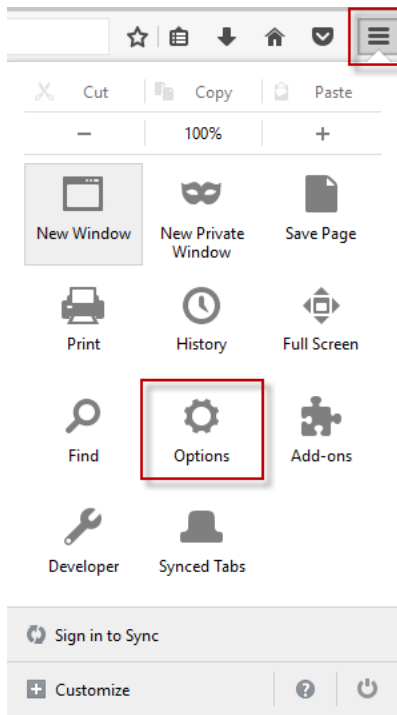 Cut Copy Paste
− 100% +
New Window New Private Window Save Page
Print History Full Screen
Find Options Add-ons
Developer Synced Tabs
Sign in to Sync
Customize